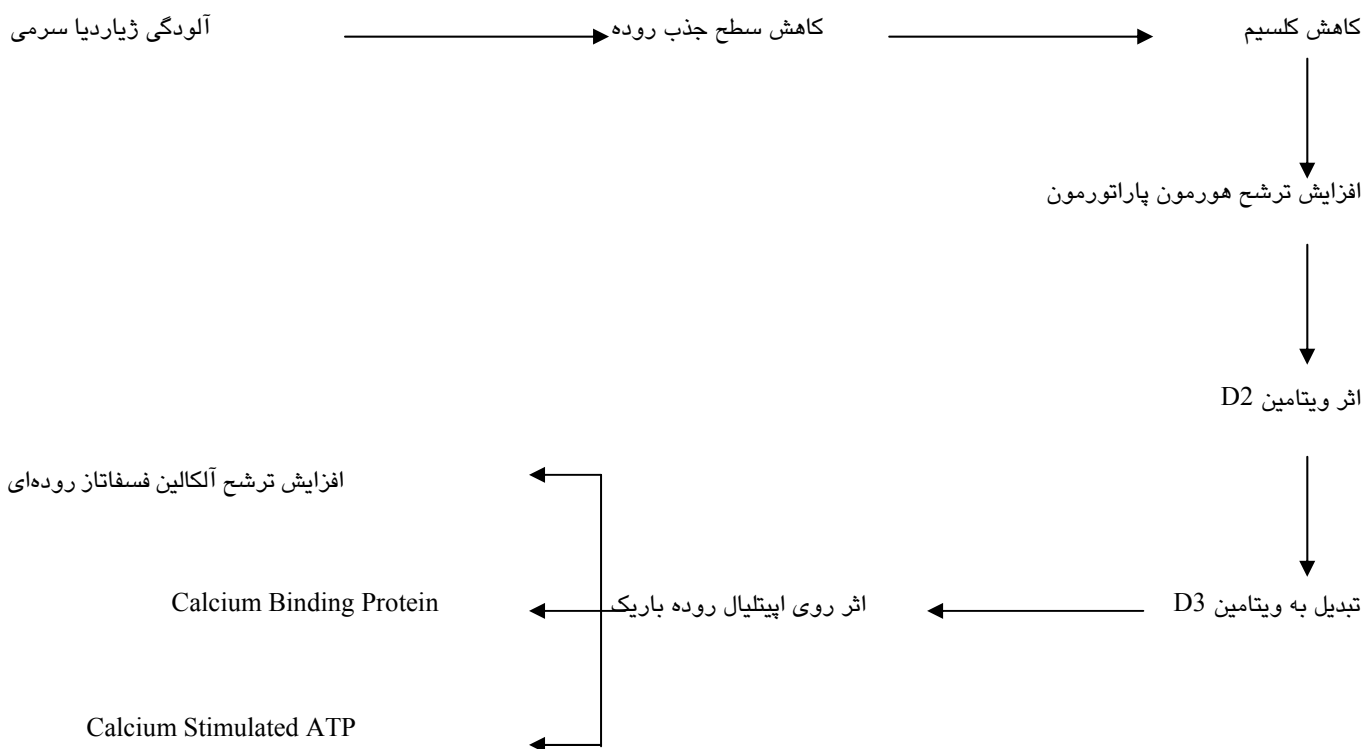 آلودگی ژیاردیا سرمی
کاهش سطح جذب روده
کاهش کلسیم
افزایش ترشح هورمون پاراتورمون
اثر ویتامین D2
تبدیل به ویتامین D3
اثر روی اپیتلیال روده باریک
افزایش ترشح آلکالین فسفاتاز روده‌ای
Calcium Binding Protein
Calcium Stimulated ATP